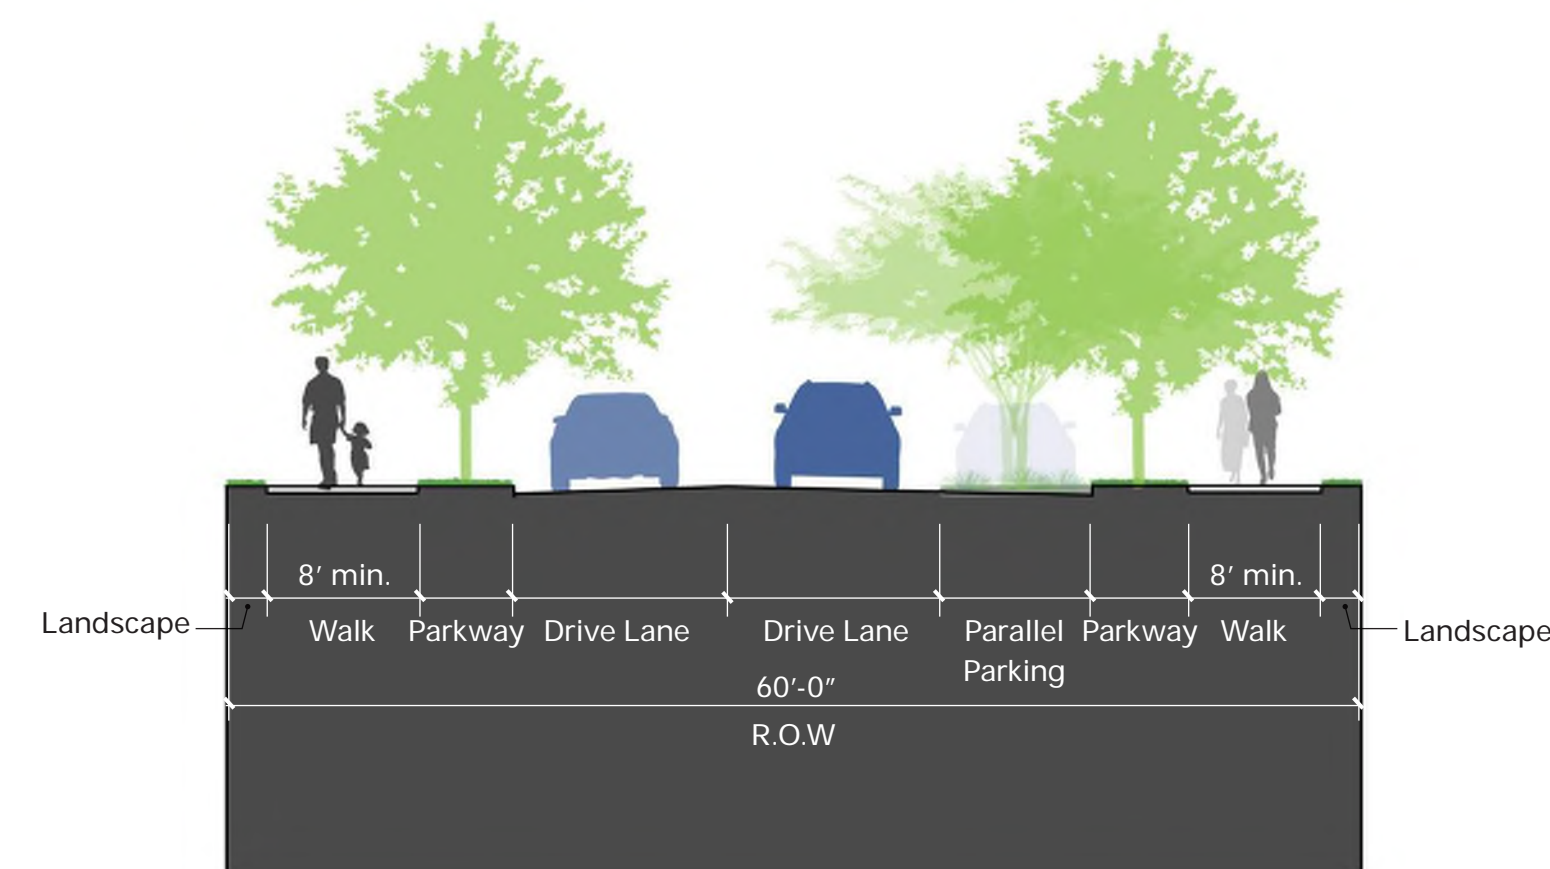 8′ min.
8′ min.
Landscape
Walk
Parkway
Drive Lane
Drive Lane
Parallel
Parking
Parkway
Walk
Landscape
60′-0″
R.O.W